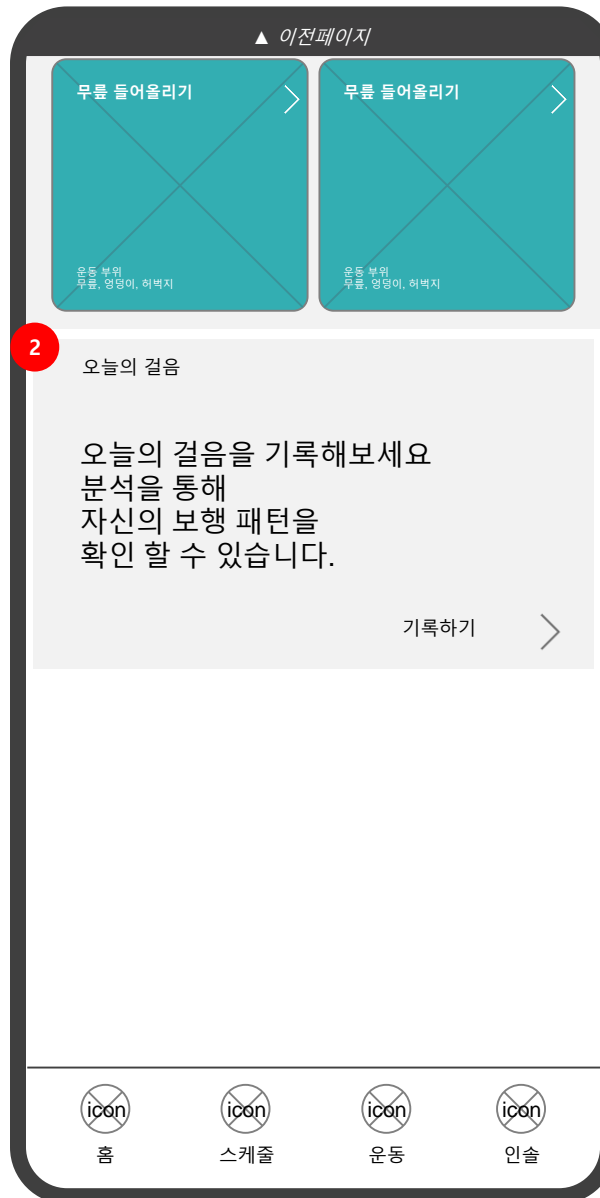 ▲ 이전페이지
무릎 들어올리기
무릎 들어올리기
운동 부위
무릎, 엉덩이, 허벅지
운동 부위
무릎, 엉덩이, 허벅지
2
오늘의 걸음
오늘의 걸음을 기록해보세요
분석을 통해
자신의 보행 패턴을
확인 할 수 있습니다.
기록하기
icon
icon
icon
icon
홈
스케줄
운동
인솔